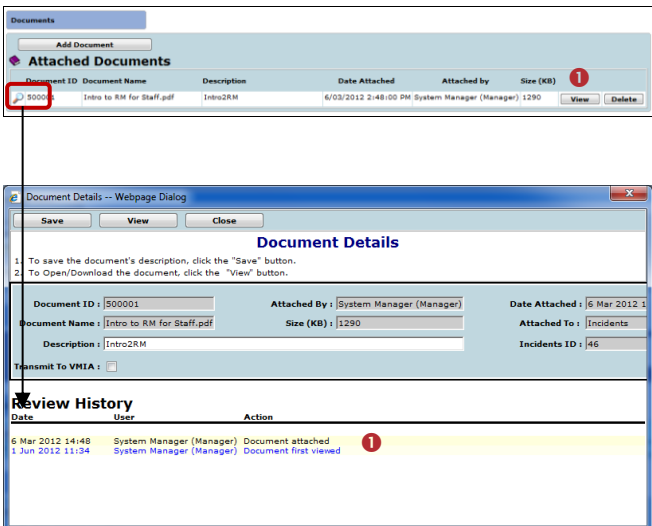 Documents
Add Document
Attached Documents
Document ID Document Name Description Date Attached Attached by Size (KB) 1
500001 Intro to RM for Staff.pdf Intro2RM 6/03/2012 2:48:00 PM System Manager (Manager) 1290 View Delete
Document Details -- Webpage Dialog x
Save View Close
Document Details
1. To save the document's description, click the "Save" button.
2. To Open/Download the document, click the "View" button.
Document ID : 500001 Attached By : System Manager (Manager) Date Attached : 6 Mar 2012 1
Document Name : Intro to RM for Staff.pdf Size (KB) : 1290 Attached To : Incidents
Description : Intro2RM Incidents ID : 46
Transmit To VMIA :
Review History
Date User Action
6 Mar 2012 14:48 System Manager (Manager) Document attached 1
1 Jun 2012 11:34 System Manager (Manager) Document first viewed